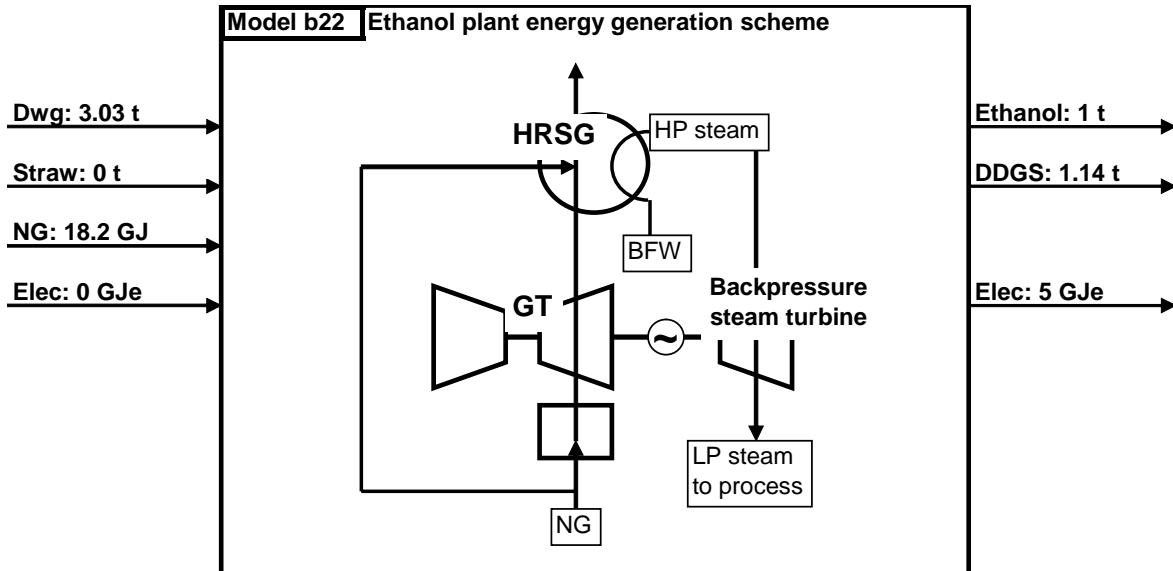 Model b22 Ethanol plant energy generation scheme
Dwg: 3.03 t
Straw: 0 t
NG: 18.2 GJ
Elec: 0 GJe
HRSG
HP steam
BFW
GT
Backpressure
steam turbine
~
LP steam
to process
NG
Ethanol: 1 t
DDGS: 1.14 t
Elec: 5 GJe